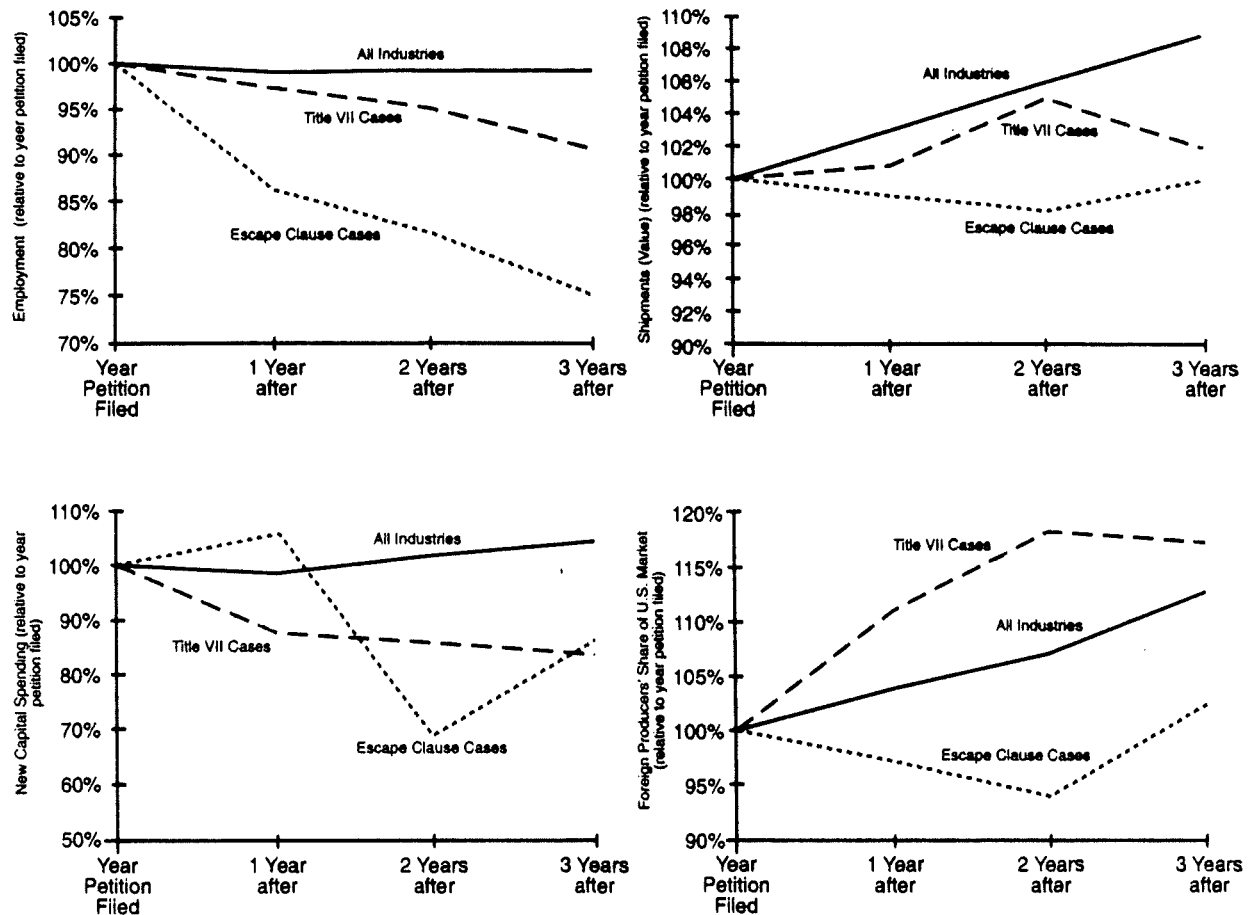 Employment (relative to yeer petition filed)
105%
100%
95%
90%
85%
80%
75%
70%
All Industries
Title VII Cases
Escape Clause Cases
Year
Petition
Filed
1 Year
after
2 Years
after
3 Years
after
Shipments (Value) (relative to year petition filed)
110%
108%
106%
104%
102%
100%
98%
96%
94%
92%
90%
All Industries
Title VII Cases
Escape Clause Cases
Year
Petition
Filed
1 Year
after
2 Years
after
3 Years
after
New Capital Spending (relative to year
petition filed)
110%
100%
90%
80%
70%
60%
50%
All Industries
Title VII Cases
Escape Clause Cases
Year
Petition
Filed
1 Year
after
2 Years
after
3 Years
after
Foreign Producers' Share of U.S. Market
(relative to year petition filed)
120%
115%
110%
105%
100%
95%
90%
Title VII Cases
All Industries
Escape Clause Cases
Year
Petition
Filed
1 Year
after
2 Years
after
3 Years
after